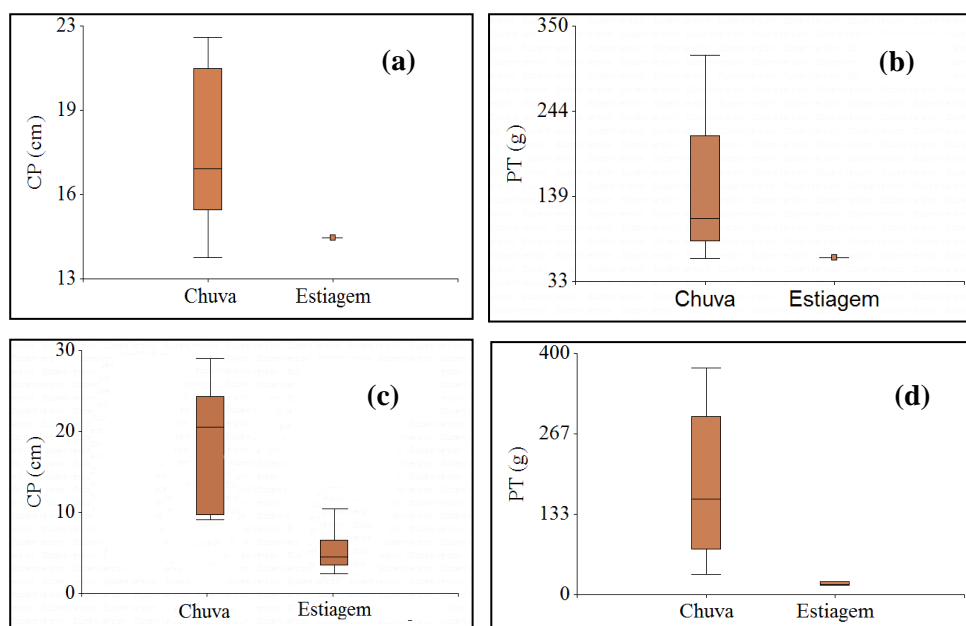 23
(a)
19
CP (cm)
16
13
Chuva Estiagem
350
(b)
244
PT (g)
139
33
Chuva Estiagem
30
(c)
20
CP (cm)
10
0
Chuva Estiagem
400
(d)
267
PT (g)
133
0
Chuva Estiagem